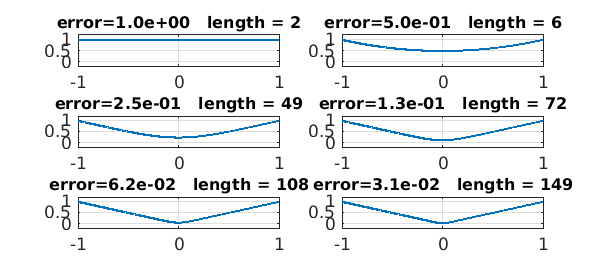 error=1.0e+00 length = 2
1
0.5
0
-1 0 1
error=5.0e-01 length = 6
1
0.5
0
-1 0 1
error=2.5e-01 length = 49
1
0.5
0
-1 0 1
error=1.3e-01 length = 72
1
0.5
0
-1 0 1
error=6.2e-02 length = 108
1
0.5
0
-1 0 1
error=3.1e-02 length = 149
1
0.5
0
-1 0 1